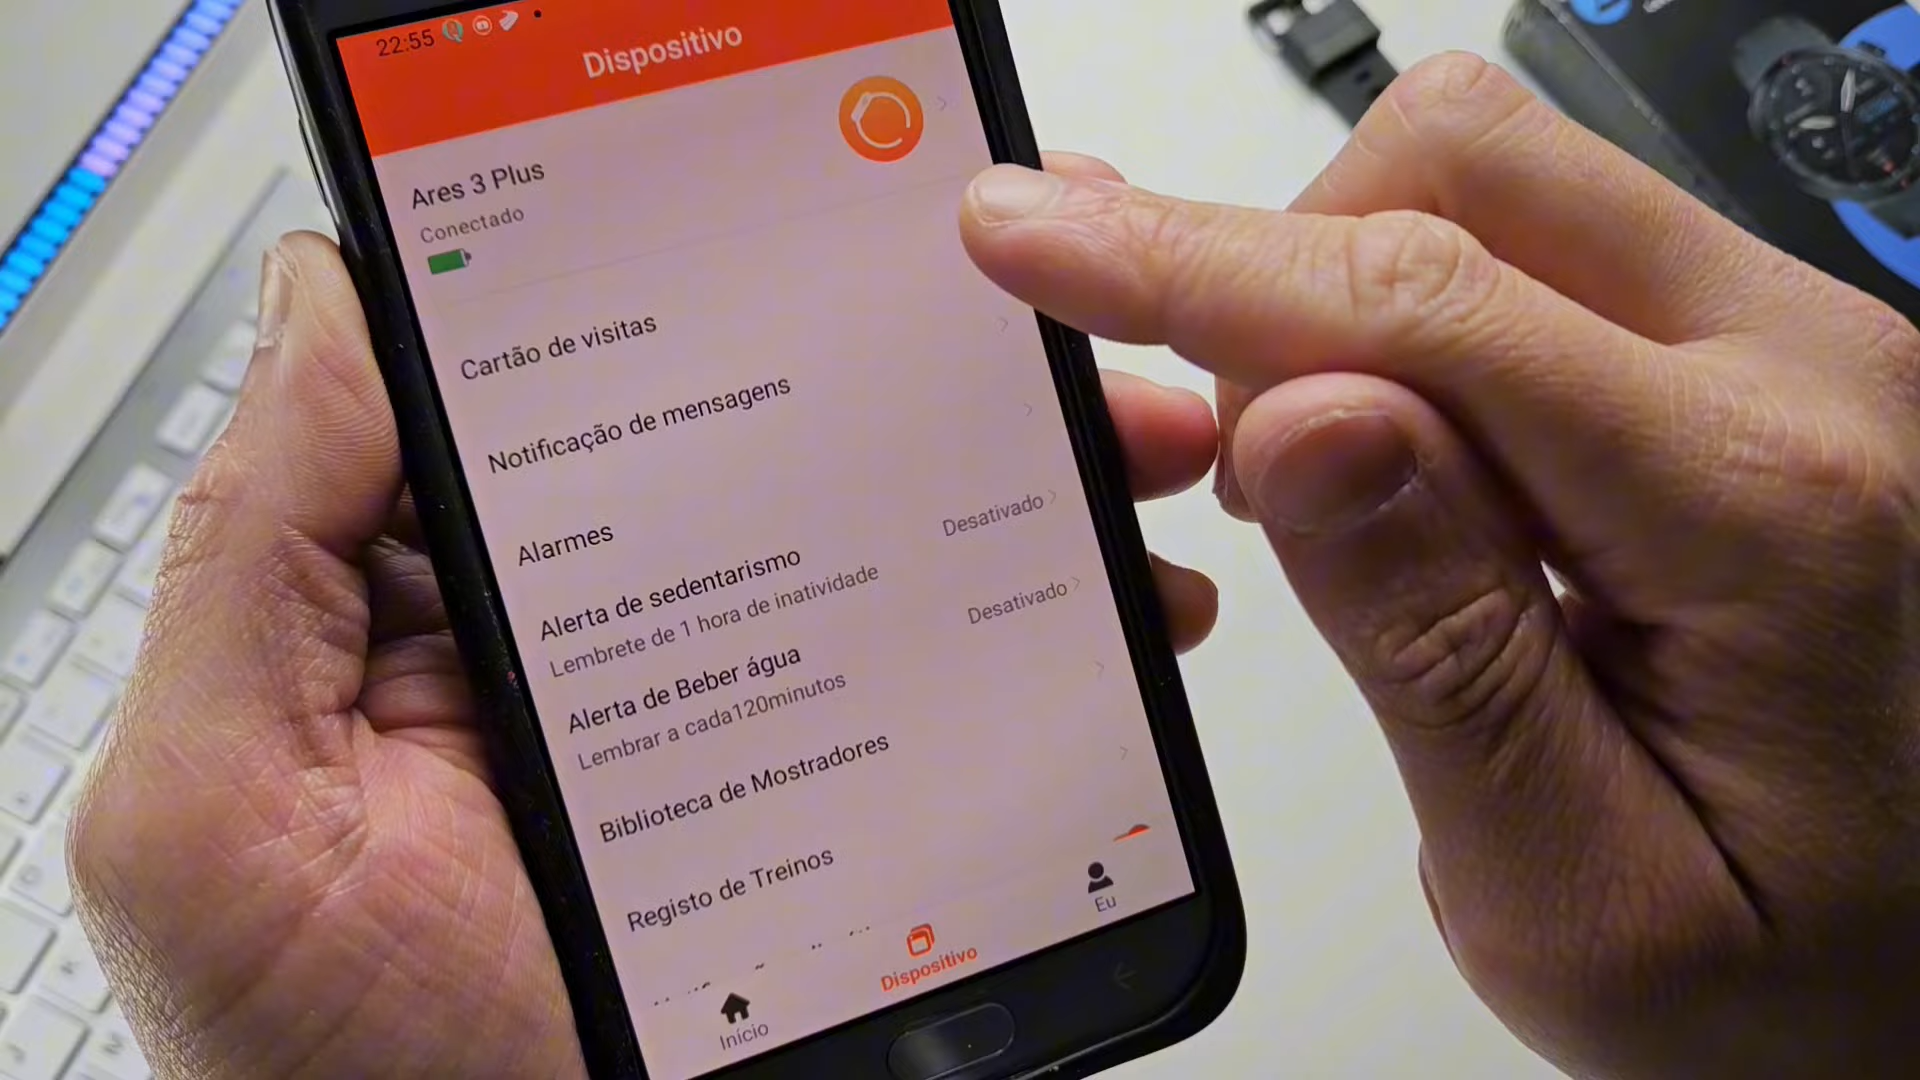 22:55
Dispositivo
Ares 3 Plus
Conectado
Cartão de visitas
Notificação de mensagens
Alarmes
Alerta de sedentarismo
Desativado
Lembrete de 1 hora de inatividade
Alerta de Beber água
Desativado
Lembrar a cada120minutos
Biblioteca de Mostradores
Registo de Treinos
Início
Dispositivo
Eu